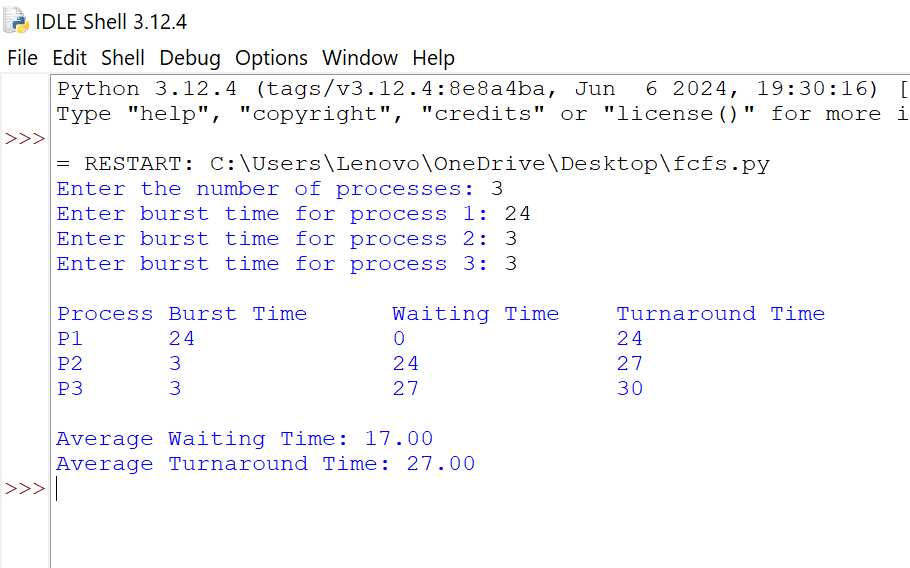 IDLE Shell 3.12.4
File Edit Shell Debug Options Window Help
Python 3.12.4 (tags/v3.12.4:8e8a4ba, Jun  6 2024, 19:30:16) [
Type "help", "copyright", "credits" or "license()" for more i
>>>
= RESTART: C:\Users\Lenovo\OneDrive\Desktop\fcfs.py
Enter the number of processes: 3
Enter burst time for process 1: 24
Enter burst time for process 2: 3
Enter burst time for process 3: 3
Process Burst Time      Waiting Time    Turnaround Time
P1      24              0               24
P2      3               24              27
P3      3               27              30
Average Waiting Time: 17.00
Average Turnaround Time: 27.00
>>>